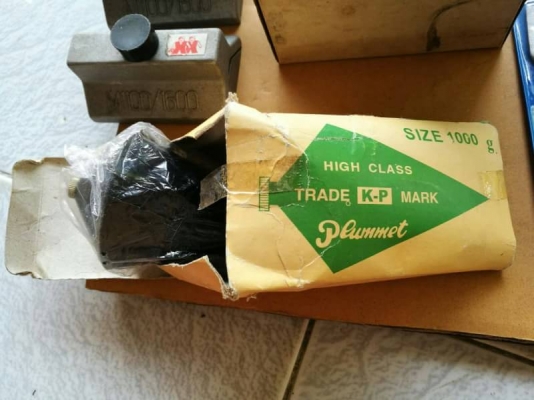 SIZE 1000 g
HIGH CLASS
TRADE K-P MARK
Plummet